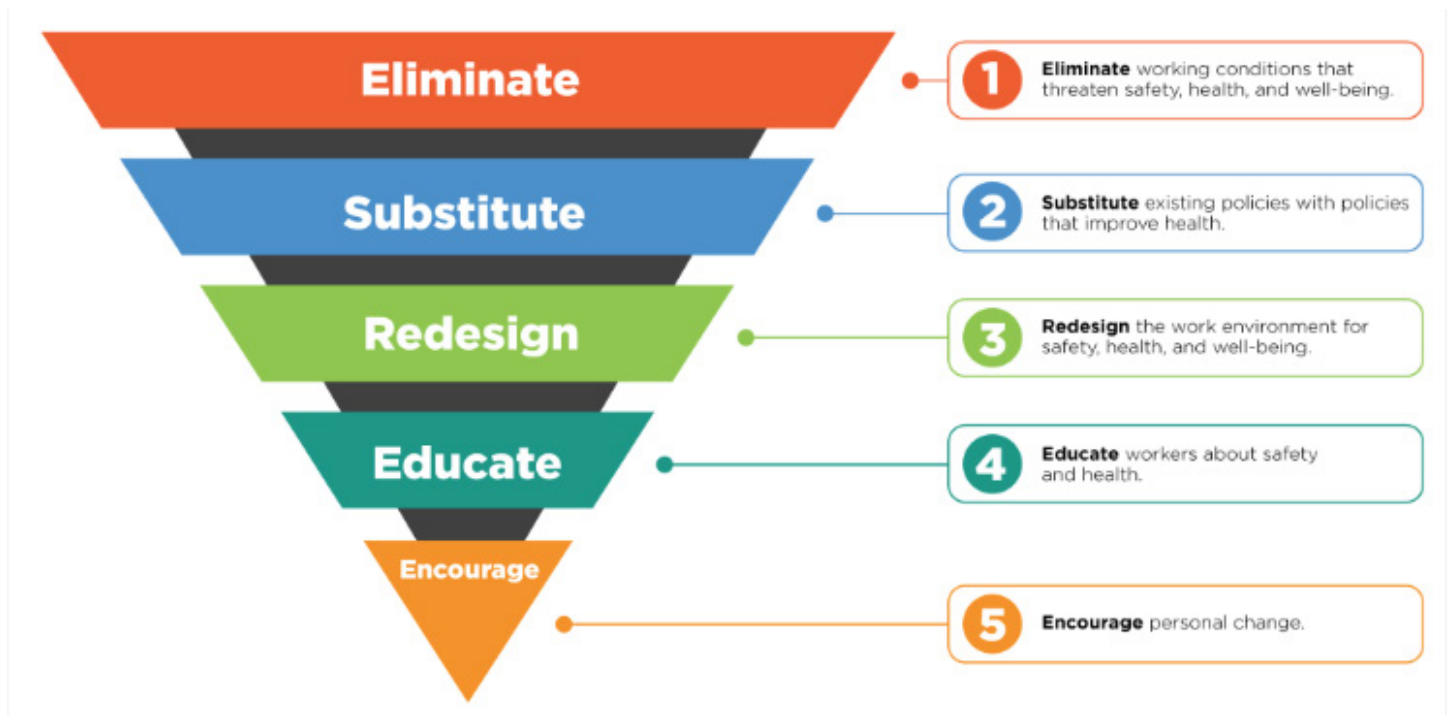 Eliminate
1
Eliminate working conditions that
threaten safety, health, and well-being.
Substitute
2
Substitute existing policies with policies
that improve health.
Redesign
3
Redesign the work environment for
safety, health, and well-being.
Educate
4
Educate workers about safety
and health.
Encourage
5
Encourage personal change.